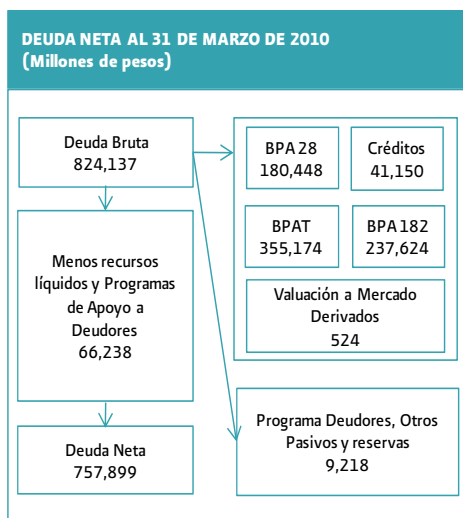 DEUDA NETA AL 31 DE MARZO DE 2010
(Millones de pesos)
Deuda Bruta
824,137
Menos recursos
líquidos y Programas
de Apoyo a
Deudores
66,238
Deuda Neta
757,899
BPA 28
180,448
Créditos
41,150
BPAT
355,174
BPA 182
237,624
Valuación a Mercado
Derivados
524
Programa Deudores, Otros
Pasivos y reservas
9,218